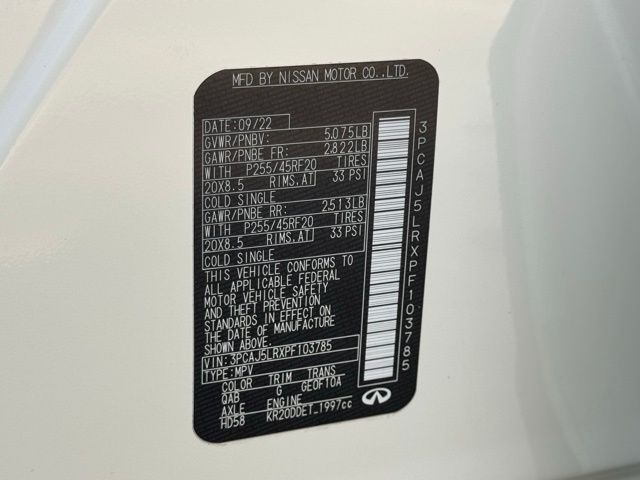 MFD BY NISSAN MOTOR CO.,LTD.
DATE: 09/22
GVWR/PNBV: 5,075LB
GAWR/PNBE FR: 2,822LB
WITH P255/45RF20 TIRES
20X8.5 RIMS.AT 33 PSI
COLD SINGLE
GAWR/PNBE RR: 2,513LB
WITH P255/45RF20 TIRES
20X8.5 RIMS.AT 33 PSI
COLD SINGLE
THIS VEHICLE CONFORMS TO
ALL APPLICABLE FEDERAL
MOTOR VEHICLE SAFETY
AND THEFT PREVENTION
STANDARDS IN EFFECT ON
THE DATE OF MANUFACTURE
SHOWN ABOVE.
VIN: 3PCAJ5LRXPF103785
TYPE: MPV
COLOR TRIM TRANS
QAB G GE0F10A
AXLE ENGINE
HD58 KR20DDET 1997cc
3PCAJ5LRXPF103785